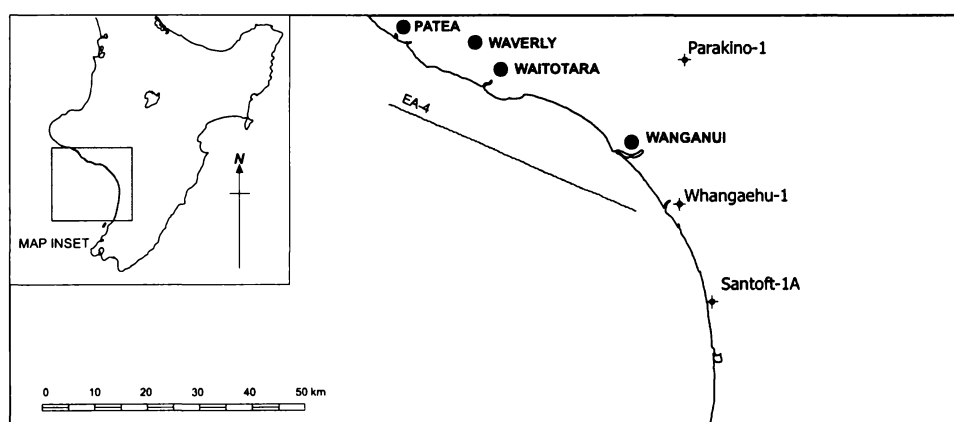 PATEA
WAVERLY
WAITOTARA
Parakino-1
EA-4
WANGANUI
N
Whangaehu-1
MAP INSET
Santoft-1A
0 10 20 30 40 50 km